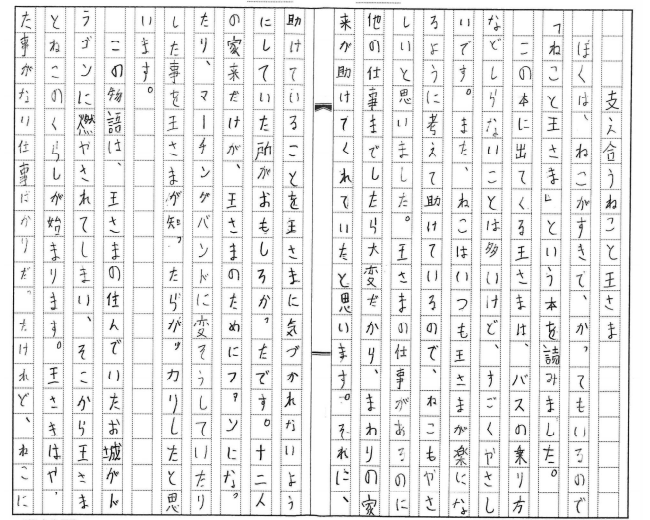 支え合うねこと王さま
ぼくは、ねこがすきで、かってもいるので
「ねこと王さま」という本を読みました。
この本に出てくる王さまは、バスの乗り方
などしらないことは多いけど、すごくやさし
いです。また、ねこはいつも王さまが楽にな
るように考えて助けているので、ねこもやさ
しいと思いました。王さまの仕事があるのに
他の仕事までしたら大変だから、まわりの家
来が助けてくれていたと思います。それに、
助けていることを王さまに気づかれないよう
にしていた所がおもしろかったです。十二人
の家来だけが、王さまのためにファンにな
たり、マーチングバンドに変そうしていたり
した事を王さまが知ったらがっカリしたと思
います。
この物語は、王さまの住んでいたお城がド
ラゴンに燃やされてしまい、そこから王さま
とねこのくらしが始まります。王さまはや、
た事がない仕事ばかりだったけれど、ねこに